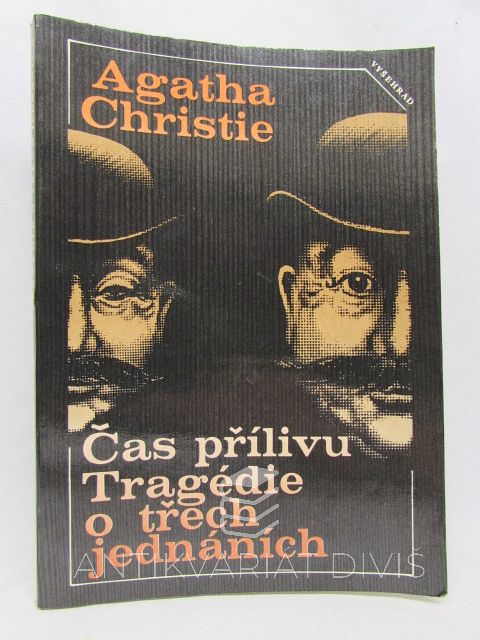 Agatha
Christie
VYŠEHRAD
Čas přílivu
Tragédie
o třech
jednáních
ANTIKVARIÁT DIVIŠ